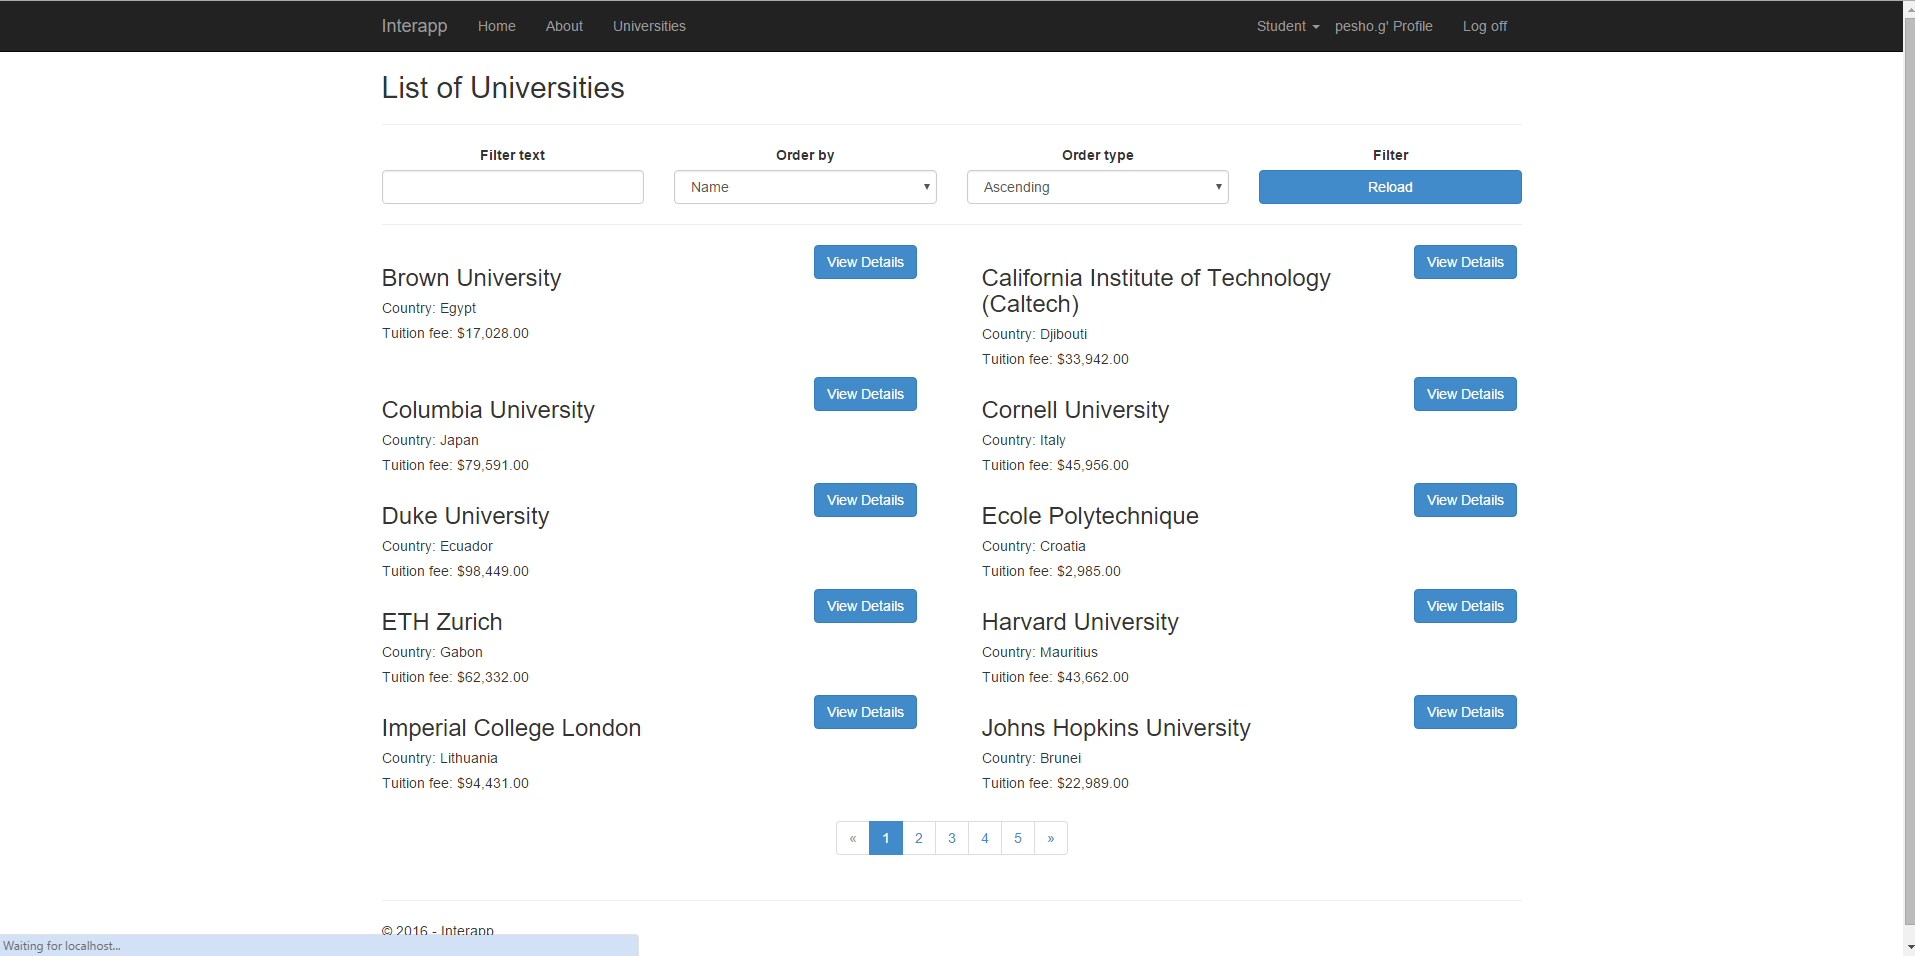 Interapp Home About Universities Student pesho.g' Profile Log off
List of Universities
Filter text Order by Order type Filter
Name Ascending Reload
View Details View Details
Brown University
Country: Egypt
Tuition fee: $17,028.00
California Institute of Technology
(Caltech)
Country: Djibouti
Tuition fee: $33,942.00
View Details View Details
Columbia University
Country: Japan
Tuition fee: $79,591.00
Cornell University
Country: Italy
Tuition fee: $45,956.00
View Details View Details
Duke University
Country: Ecuador
Tuition fee: $98,449.00
Ecole Polytechnique
Country: Croatia
Tuition fee: $2,985.00
View Details View Details
ETH Zurich
Country: Gabon
Tuition fee: $62,332.00
Harvard University
Country: Mauritius
Tuition fee: $43,662.00
View Details View Details
Imperial College London
Country: Lithuania
Tuition fee: $94,431.00
Johns Hopkins University
Country: Brunei
Tuition fee: $22,989.00
« 1 2 3 4 5 »
© 2016 - Interapp
Waiting for localhost...